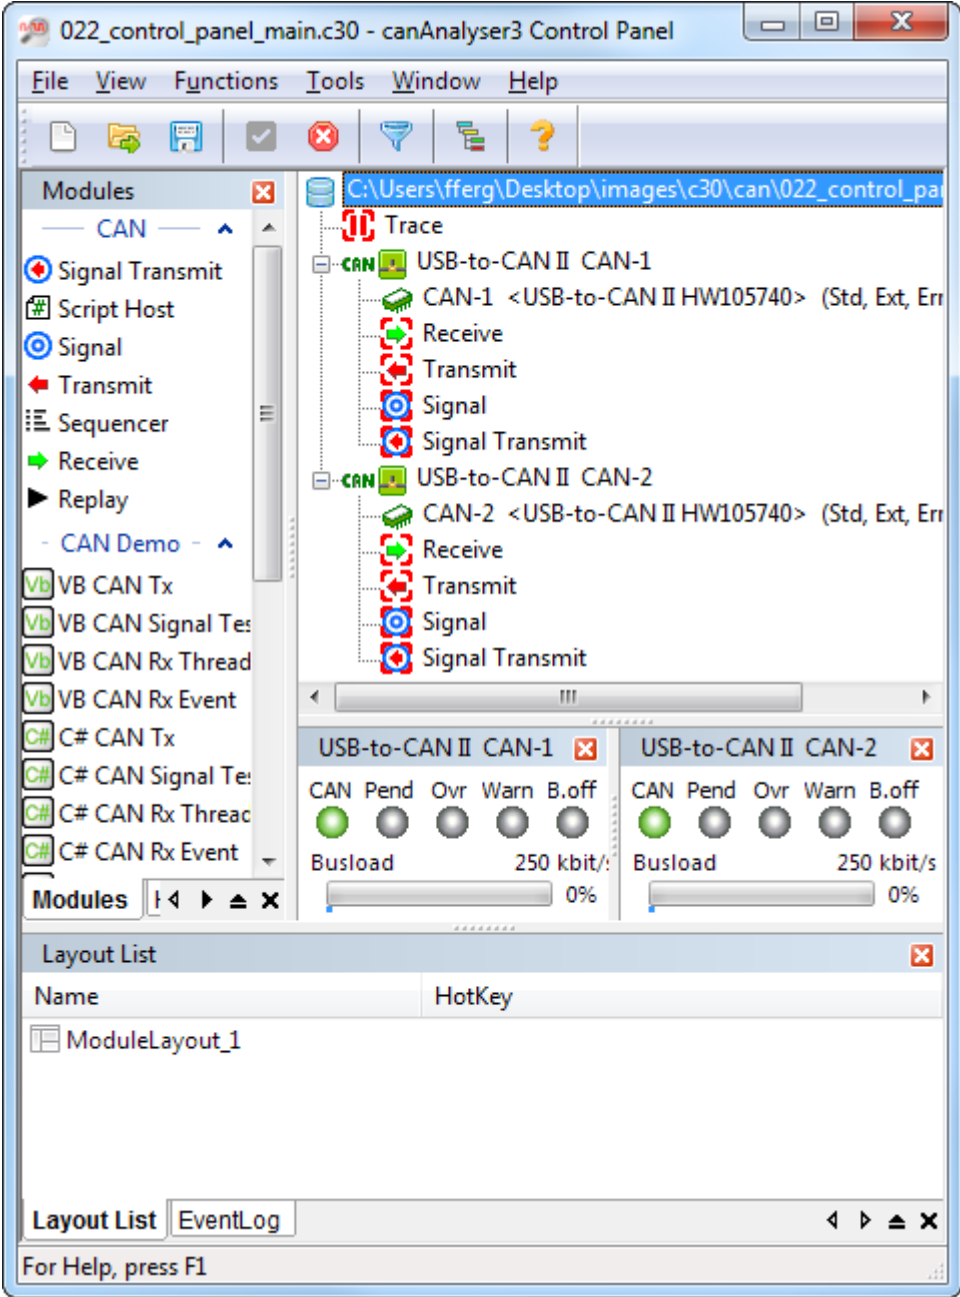 022_control_panel_main.c30 - canAnalyser3 Control Panel
File View Functions Tools Window Help
Modules
CAN
Signal Transmit
Script Host
Signal
Transmit
Sequencer
Receive
Replay
CAN Demo
VB CAN Tx
VB CAN Signal Tes
VB CAN Rx Thread
VB CAN Rx Event
C# CAN Tx
C# CAN Signal Tes
C# CAN Rx Threac
C# CAN Rx Event
Modules
C:\Users\fferg\Desktop\images\c30\can\022_control_pa
Trace
USB-to-CAN II CAN-1
CAN-1 <USB-to-CAN II HW105740> (Std, Ext, Err
Receive
Transmit
Signal
Signal Transmit
USB-to-CAN II CAN-2
CAN-2 <USB-to-CAN II HW105740> (Std, Ext, Err
Receive
Transmit
Signal
Signal Transmit
USB-to-CAN II CAN-1
CAN Pend Ovr Warn B.off
Busload 250 kbit/s
0%
USB-to-CAN II CAN-2
CAN Pend Ovr Warn B.off
Busload 250 kbit/s
0%
Layout List
Name HotKey
ModuleLayout_1
Layout List EventLog
For Help, press F1